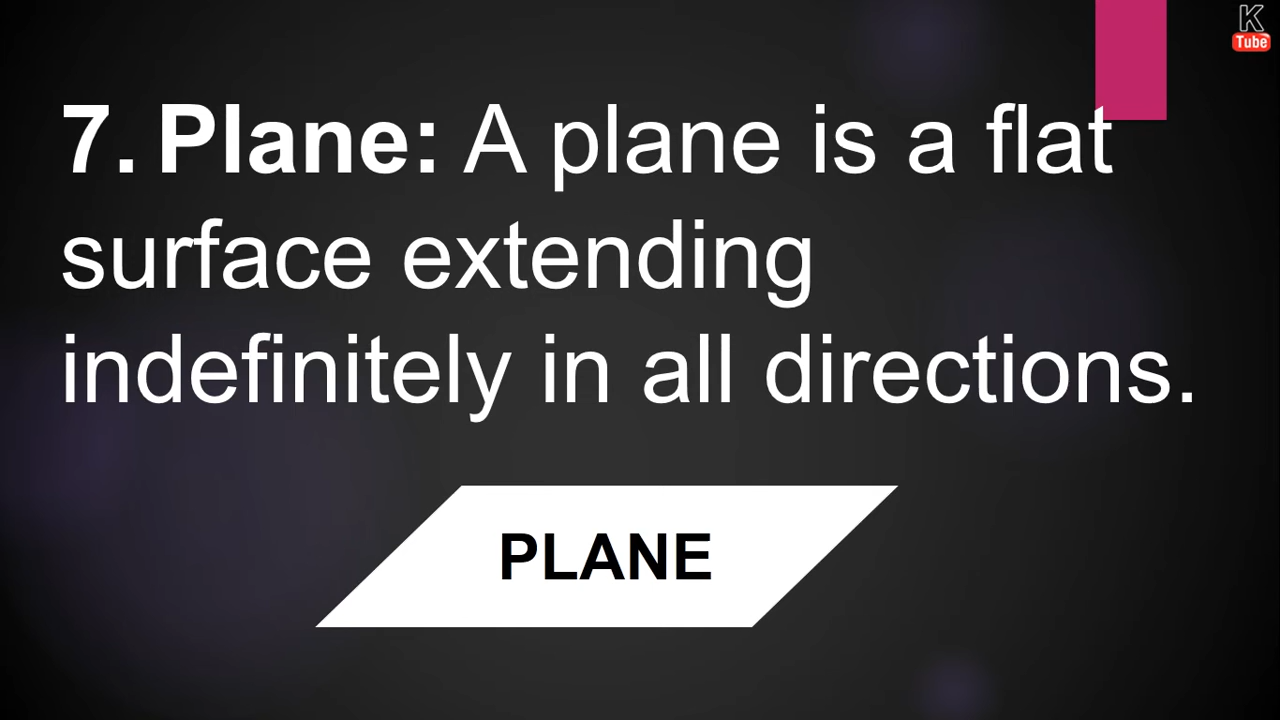 K
Tube
7. Plane: A plane is a flat
surface extending
indefinitely in all directions.
PLANE